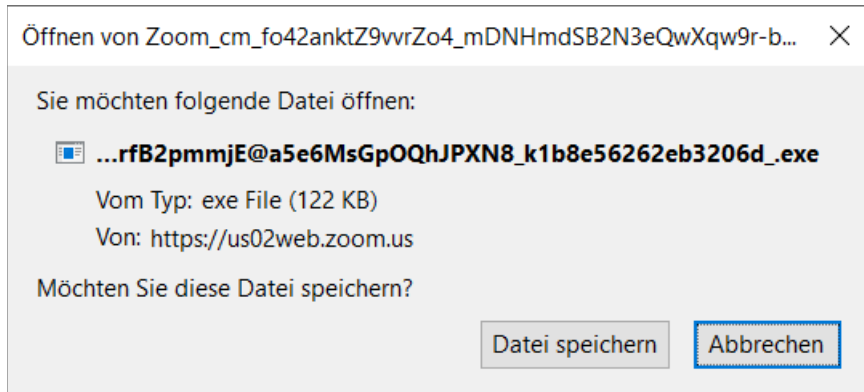 Öffnen von Zoom_cm_fo42anktZ9vvrZo4_mDNHmdSB2N3eQwXqw9r-b...
Sie möchten folgende Datei öffnen:
...rfB2pmmjE@a5e6MsGpOQhJPXN8_k1b8e56262eb3206d_.exe
Vom Typ: exe File (122 KB)
Von: https://us02web.zoom.us
Möchten Sie diese Datei speichern?
Datei speichern Abbrechen